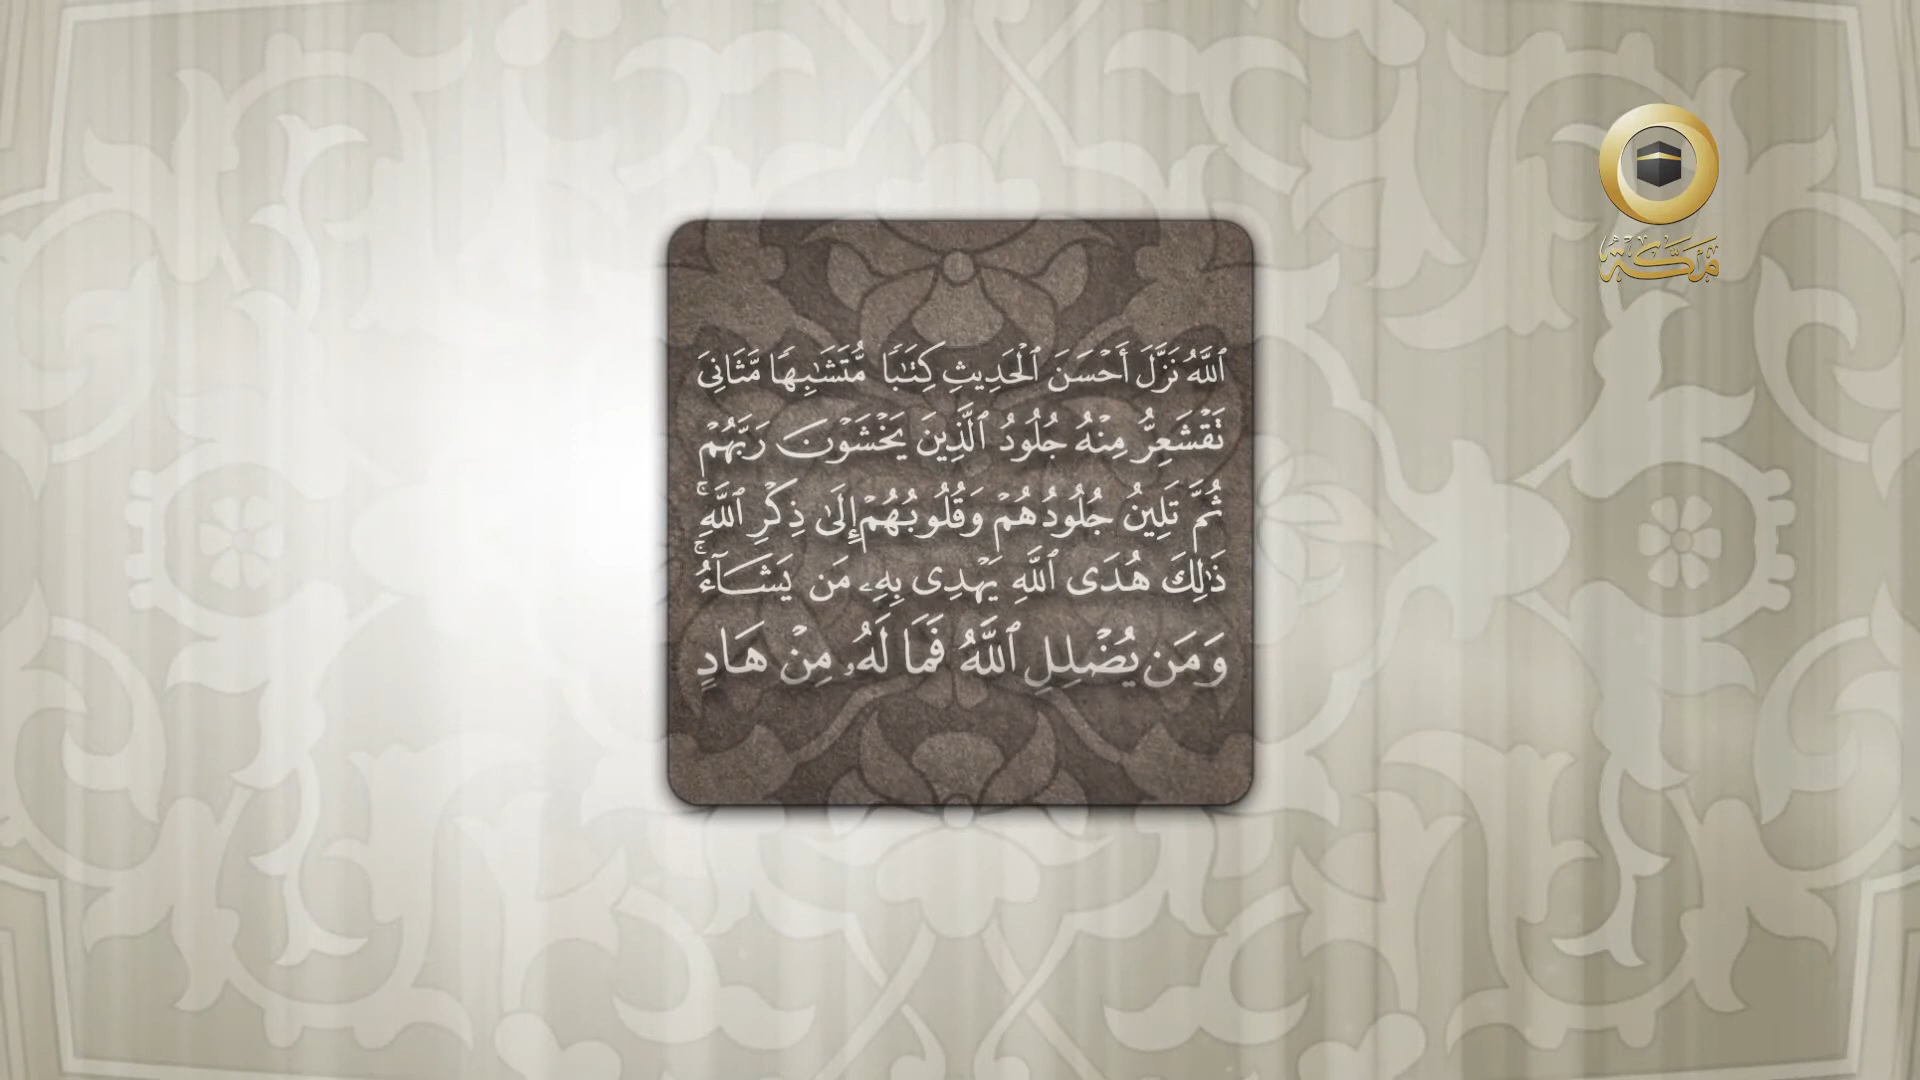 ٱللَّهُ نَزَّلَ أَحْسَنَ ٱلْحَدِيثِ كِتَٰبًا مُّتَشَٰبِهًا مَّثَانِىَ
تَقْشَعِرُّ مِنْهُ جُلُودُ ٱلَّذِينَ يَخْشَوْنَ رَبَّهُمْ
ثُمَّ تَلِينُ جُلُودُهُمْ وَقُلُوبُهُمْ إِلَىٰ ذِكْرِ ٱللَّهِ ۚ
ذَٰلِكَ هُدَى ٱللَّهِ يَهْدِى بِهِۦ مَن يَشَآءُ ۚ
وَمَن يُضْلِلِ ٱللَّهُ فَمَا لَهُۥ مِنْ هَادٍ
مَكَّة